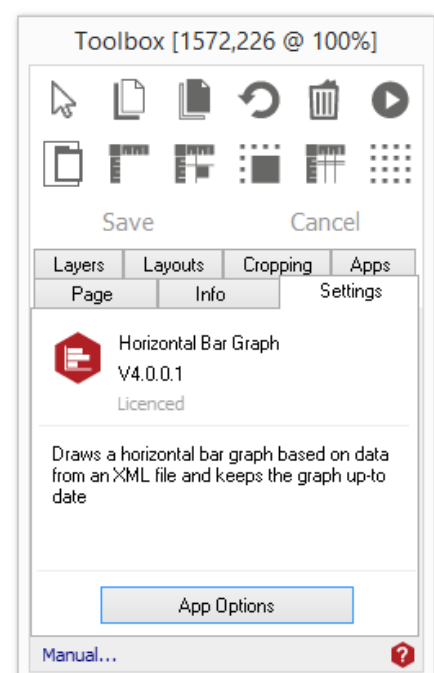 Toolbox [1572,226 @ 100%]
Save Cancel
Layers Layouts Cropping Apps
Page Info Settings
Horizontal Bar Graph
V4.0.0.1
Licenced
Draws a horizontal bar graph based on data
from an XML file and keeps the graph up-to
date
App Options
Manual... ?